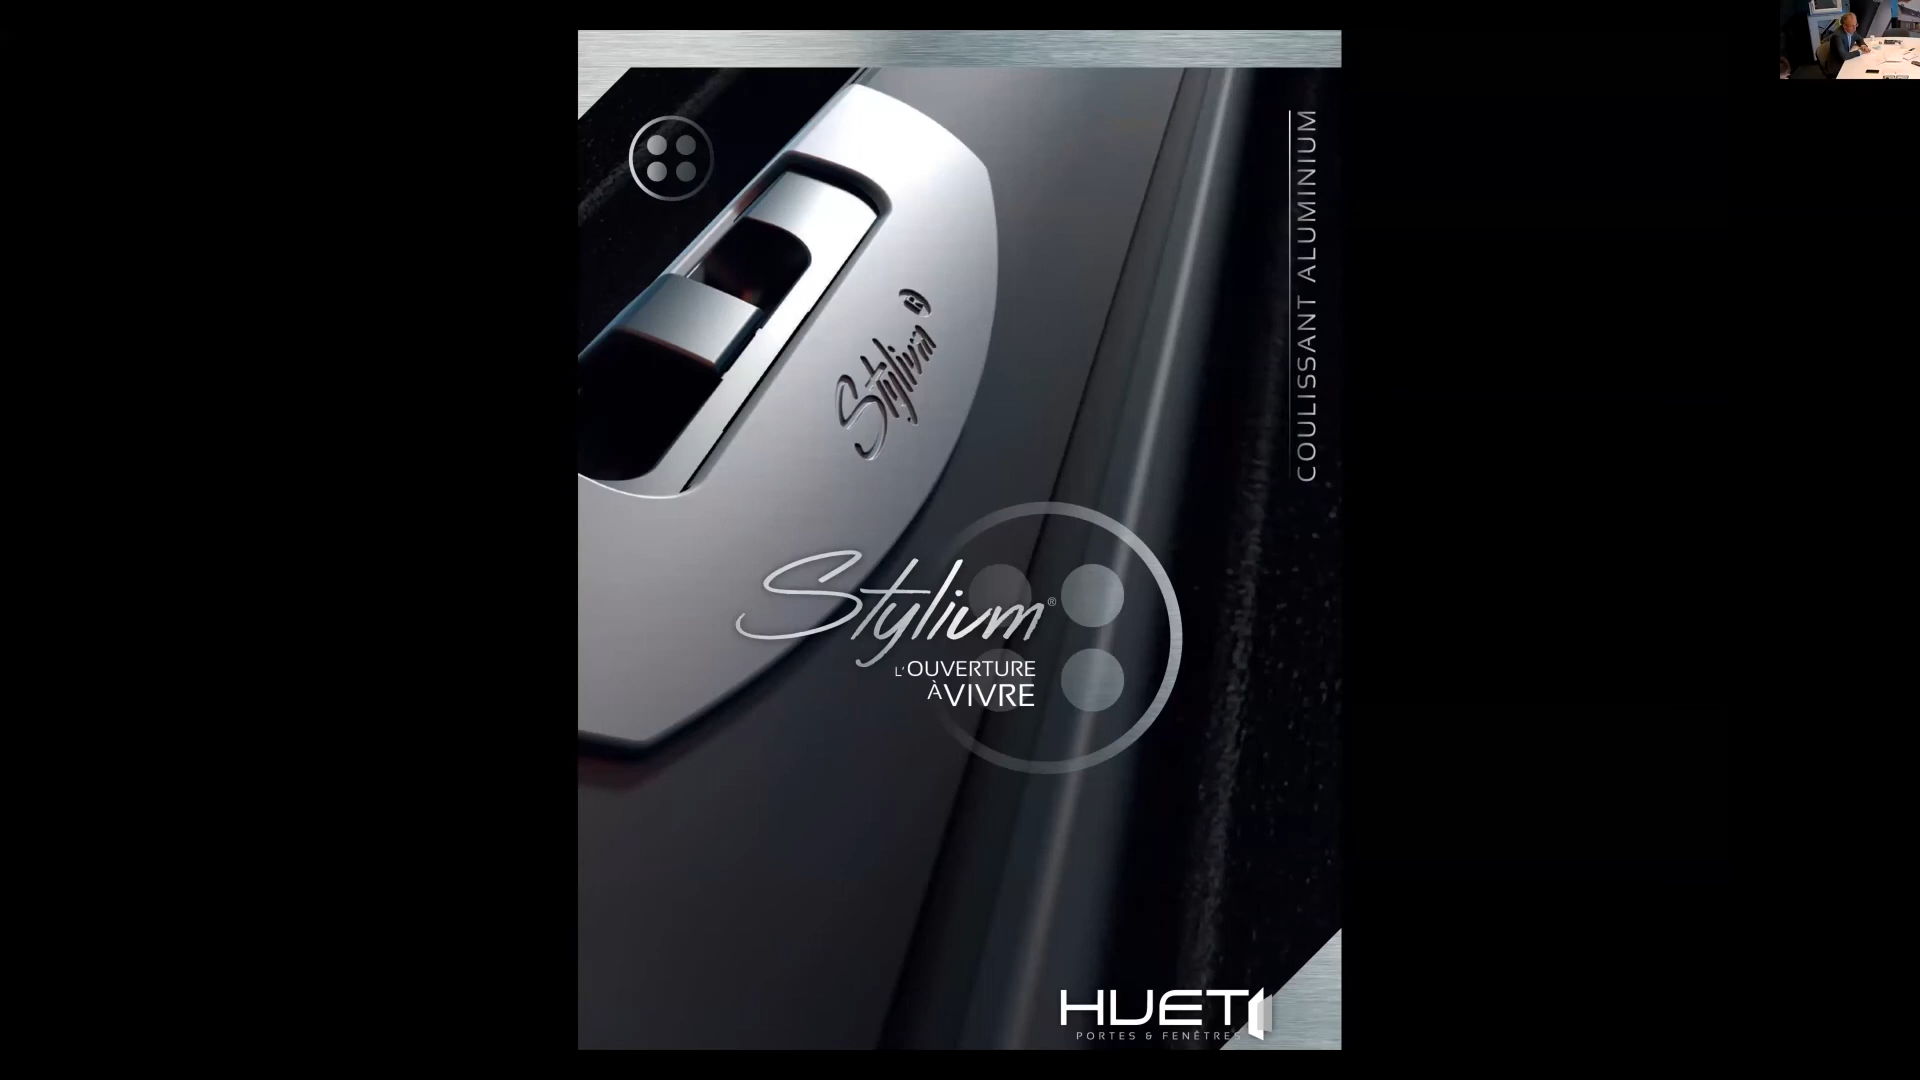 COULISSANT ALUMINIUM
Stylium®
Stylium®
L'OUVERTURE
À VIVRE
HUET
PORTES & FENÊTRES